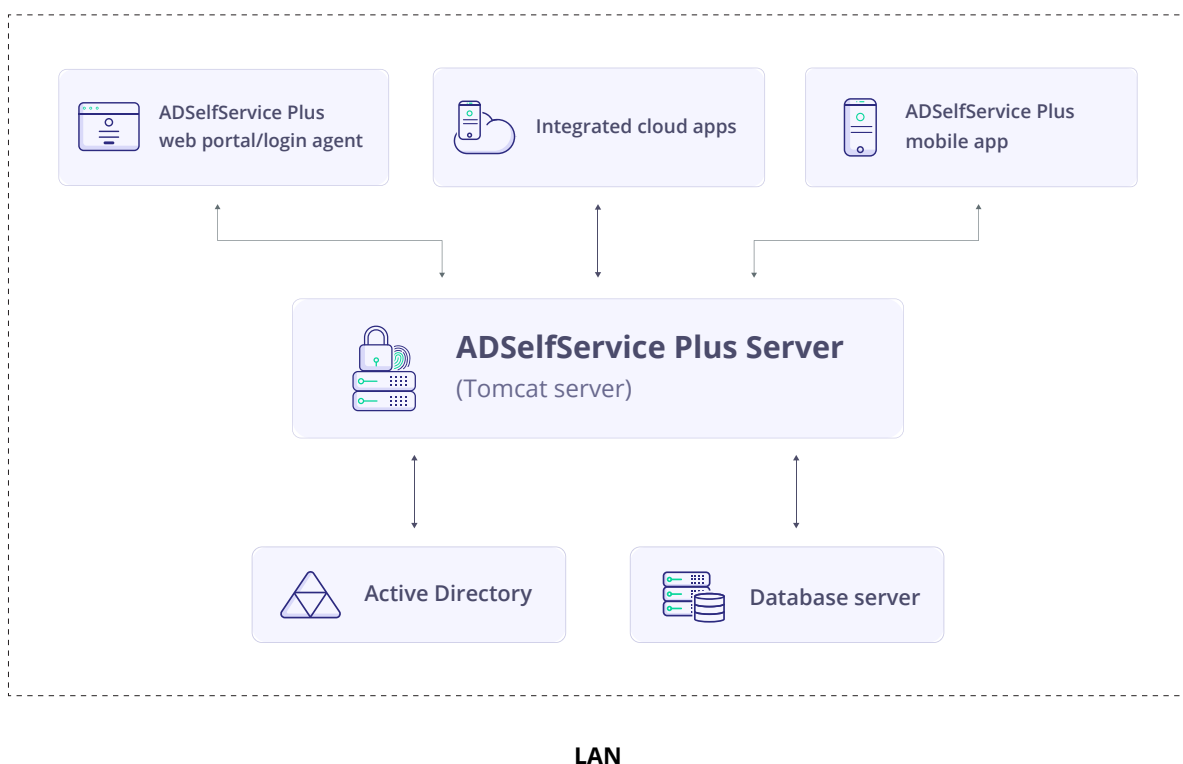 ADSelfService Plus
web portal/login agent
Integrated cloud apps
ADSelfService Plus
mobile app
ADSelfService Plus Server
(Tomcat server)
Active Directory
Database server
LAN